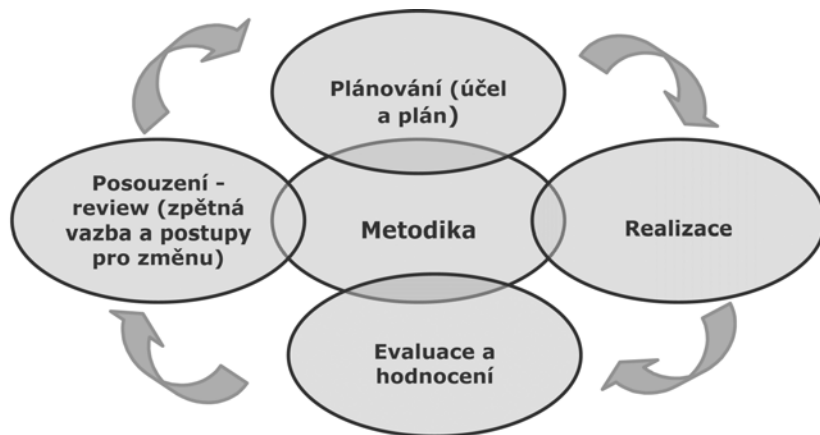 Plánování (účel
a plán)
Posouzení -
review (zpětná
vazba a postupy
pro změnu)
Metodika
Realizace
Evaluace a
hodnocení